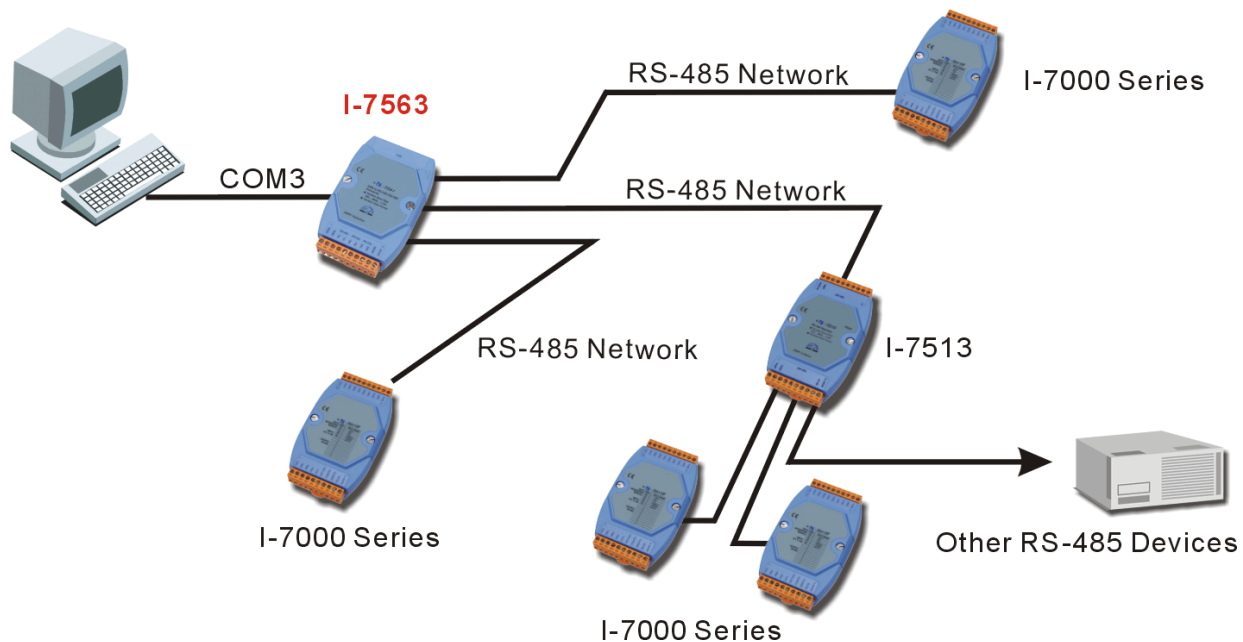 RS-485 Network
I-7000 Series
I-7563
COM3
RS-485 Network
RS-485 Network
I-7513
I-7000 Series
Other RS-485 Devices
I-7000 Series